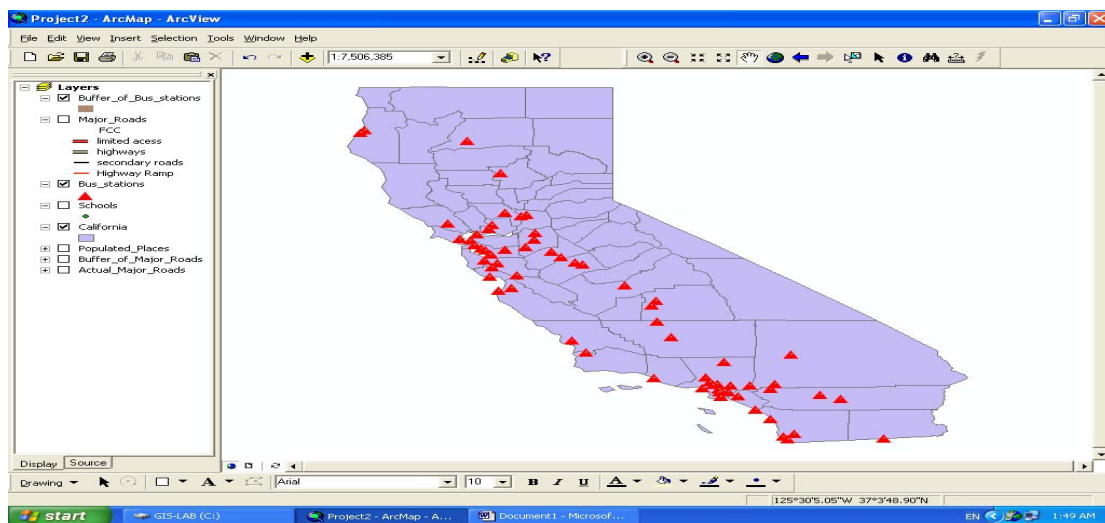 Project2 - ArcMap - ArcView
File Edit View Insert Selection Tools Window Help
1:7,506,385
Layers
Buffer_of_Bus_stations
Major_Roads
FCC
limited acess
highways
secondary roads
Highway Ramp
Bus_stations
Schools
California
Populated_Places
Buffer_of_Major_Roads
Actual_Major_Roads
Display Source
Drawing A Arial 10 B I U A
125°30'5.05"W 37°3'48.90"N
start GIS-LAB (C:) Project2 - ArcMap - A... Document1 - Microsof... EN 1:49 AM